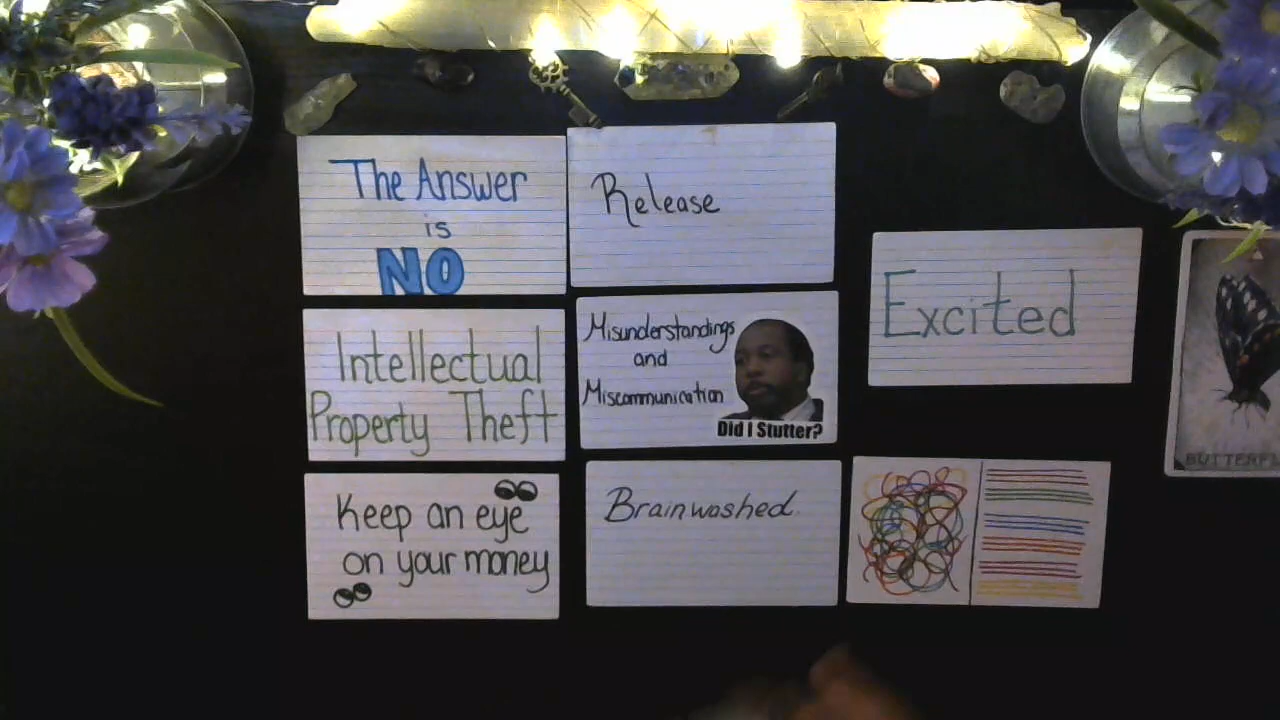 The Answer
is
NO
Release
Intellectual
Property Theft
Misunderstandings
and
Miscommunication
Did I Stutter?
Excited
Keep an eye
on your money
Brainwashed.